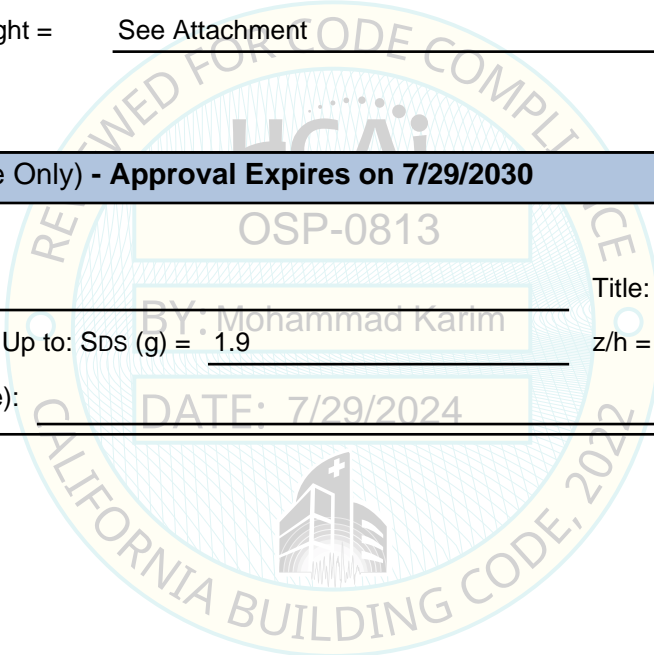 ght = See Attachment
REVIEWED FOR CODE COMPLIANCE
HCAi
e Only) - Approval Expires on 7/29/2030
OSP-0813
Title:
BY: Mohammad Karim
Up to: SDS (g) = 1.9 z/h =
e):
DATE: 7/29/2024
CALIFORNIA BUILDING CODE, 2022